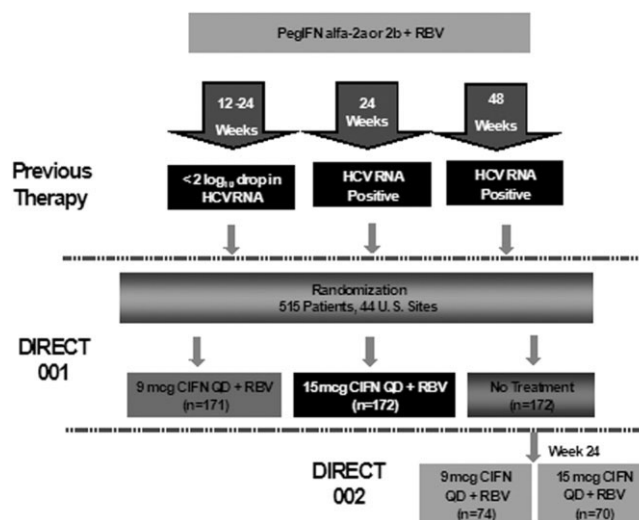 PegIFN alfa-2a or 2b + RBV
12-24
Weeks
24
Weeks
48
Weeks
Previous
Therapy
< 2 log₁₀ drop in
HCV RNA
HCV RNA
Positive
HCV RNA
Positive
Randomization
515 Patients, 44 U.S. Sites
DIRECT
001
9 mcg CIFN QD + RBV
(n=171)
15 mcg CIFN QD + RBV
(n=172)
No Treatment
(n=172)
Week 24
DIRECT
002
9 mcg CIFN
QD + RBV
(n=74)
15 mcg CIFN
QD + RBV
(n=70)